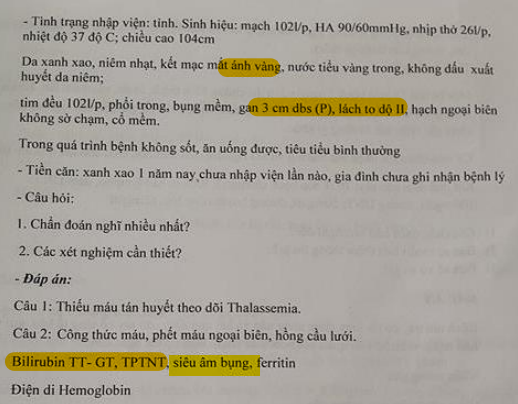 - Tình trạng nhập viện: tỉnh. Sinh hiệu: mạch 102l/p, HA 90/60mmHg, nhịp thở 26l/p,
nhiệt độ 37 độ C; chiều cao 104cm
Da xanh xao, niêm nhạt, kết mạc mắt ánh vàng, nước tiểu vàng trong, không dấu xuất
huyết da niêm;
tim đều 102l/p, phổi trong, bụng mềm, gan 3 cm dbs (P), lách to độ II, hạch ngoại biên
không sờ chạm, cổ mềm.
Trong quá trình bệnh không sốt, ăn uống được, tiêu tiểu bình thường
- Tiền căn: xanh xao 1 năm nay chưa nhập viện lần nào, gia đình chưa ghi nhận bệnh lý
- Câu hỏi:
1. Chẩn đoán nghĩ nhiều nhất?
2. Các xét nghiệm cần thiết?
- Đáp án:
Câu 1: Thiếu máu tán huyết theo dõi Thalassemia.
Câu 2: Công thức máu, phết máu ngoại biên, hồng cầu lưới.
Bilirubin TT- GT, TPTNT, siêu âm bụng, ferritin
Điện di Hemoglobin